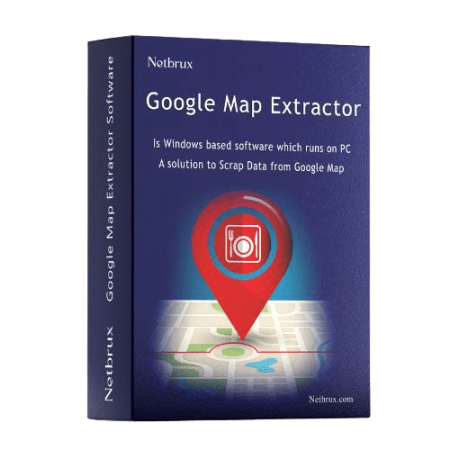 Netbrux
Google Map Extractor
Is Windows based software which runs on PC
A solution to Scrap Data from Google Map
Netbrux.com
Netbrux Google Map Extractor Software